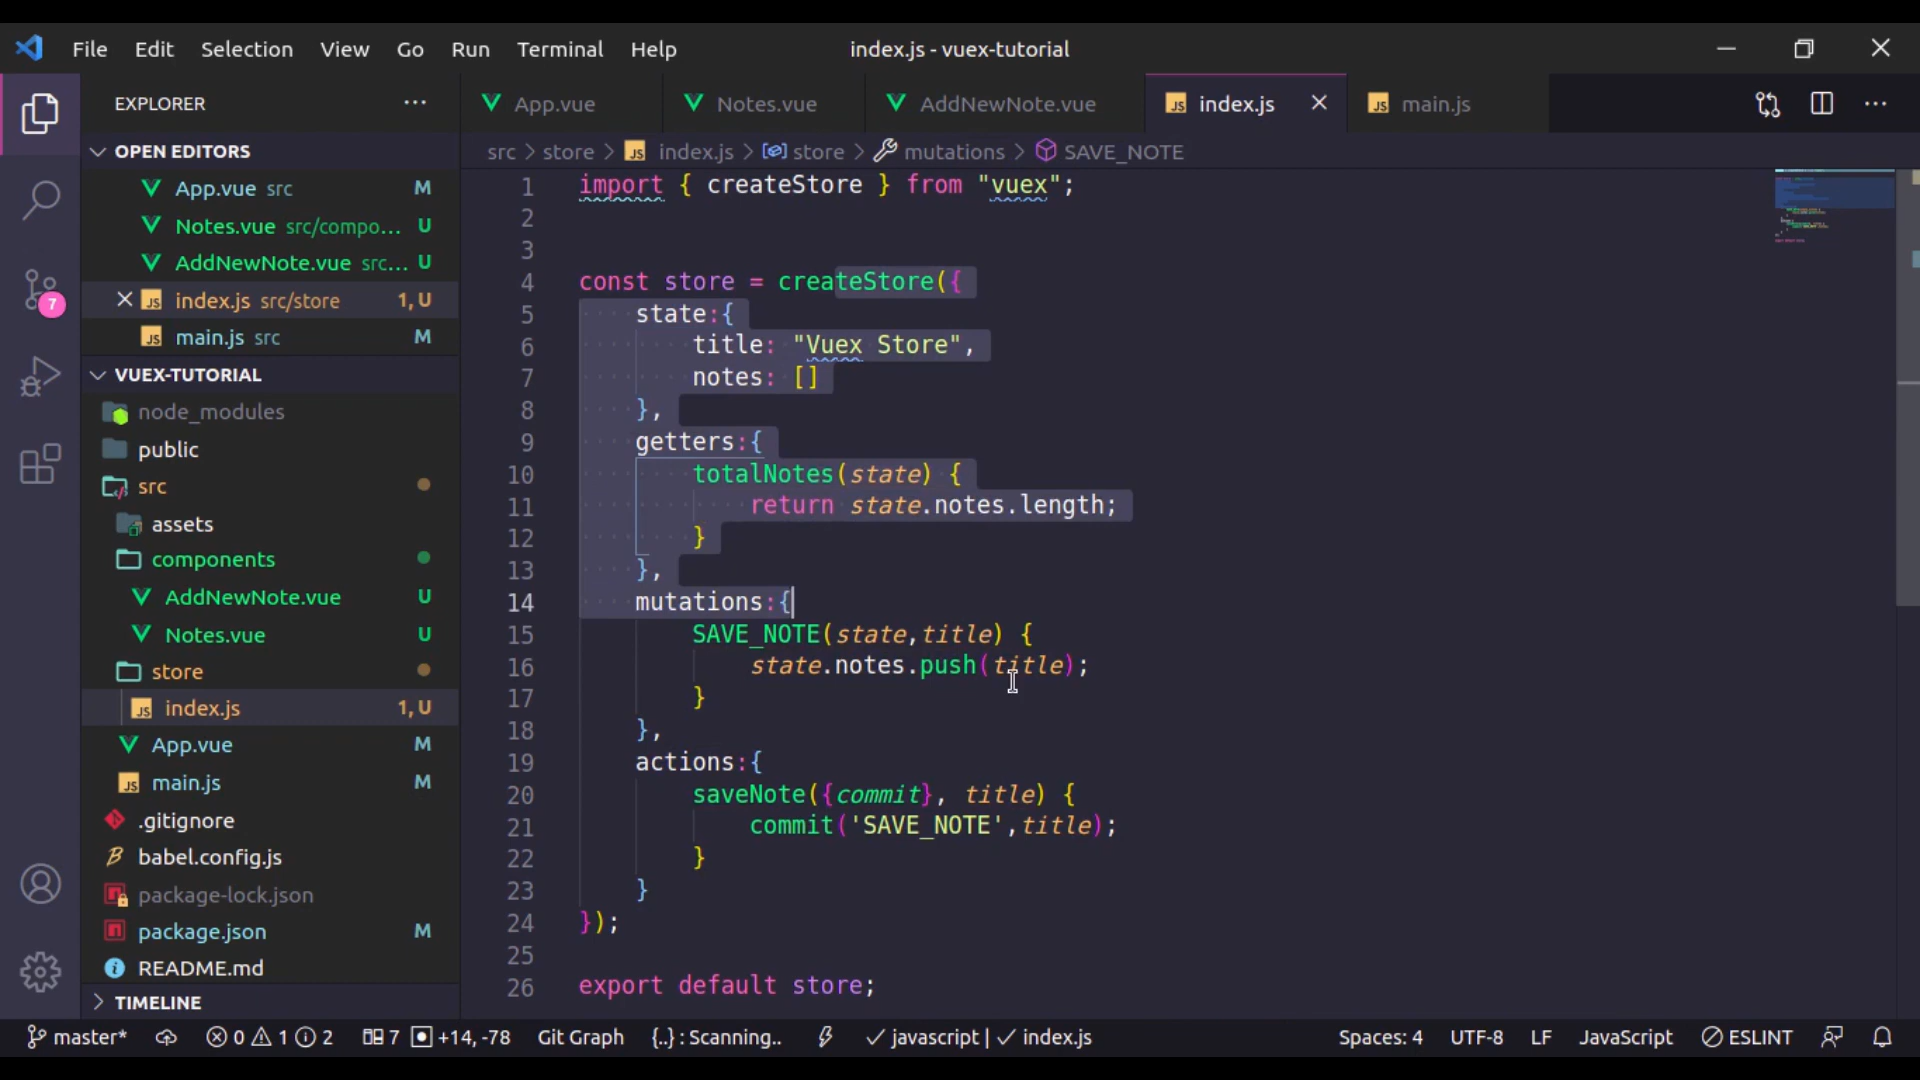 File Edit Selection View Go Run Terminal Help index.js - vuex-tutorial
EXPLORER
App.vue Notes.vue AddNewNote.vue index.js main.js
OPEN EDITORS
App.vue src M
Notes.vue src/compo... U
AddNewNote.vue src... U
index.js src/store 1, U
main.js src M
VUEX-TUTORIAL
node_modules
public
src
assets
components
AddNewNote.vue U
Notes.vue U
store
index.js 1, U
App.vue M
main.js M
.gitignore
babel.config.js
package-lock.json
package.json M
README.md
TIMELINE
7
src > store > index.js > store > mutations > SAVE_NOTE
1 import { createStore } from "vuex";
2
3
4 const store = createStore({
5 state:{
6 title: "Vuex Store",
7 notes: []
8 },
9 getters:{
10 totalNotes(state) {
11 return state.notes.length;
12 }
13 },
14 mutations:{
15 SAVE_NOTE(state,title) {
16 state.notes.push(title);
17 }
18 },
19 actions:{
20 saveNote({commit}, title) {
21 commit('SAVE_NOTE',title);
22 }
23 }
24 });
25
26 export default store;
master* 0 1 2 7 +14, -78 Git Graph {..} : Scanning.. javascript | index.js Spaces: 4 UTF-8 LF JavaScript ESLINT